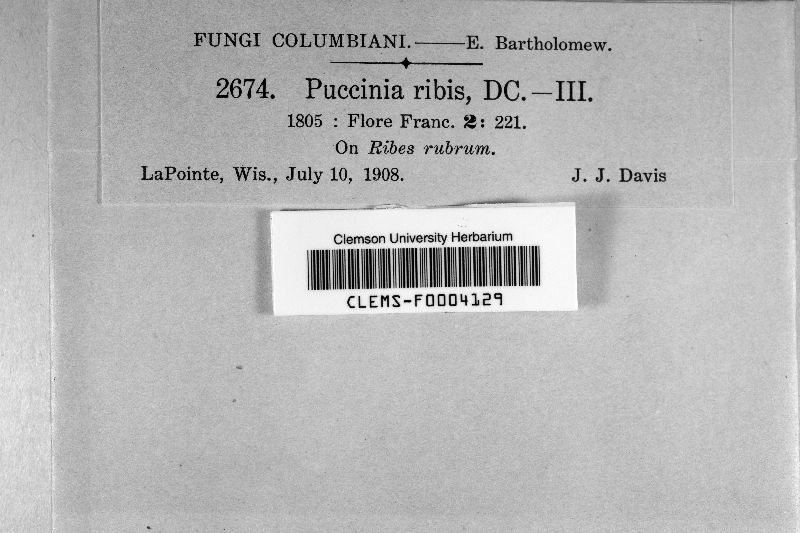 FUNGI COLUMBIANI.——E. Bartholomew.
2674. Puccinia ribis, DC.—III.
1805 : Flore Franc. 2: 221.
On Ribes rubrum.
LaPointe, Wis., July 10, 1908. J. J. Davis
Clemson University Herbarium
CLEMS-F0004129